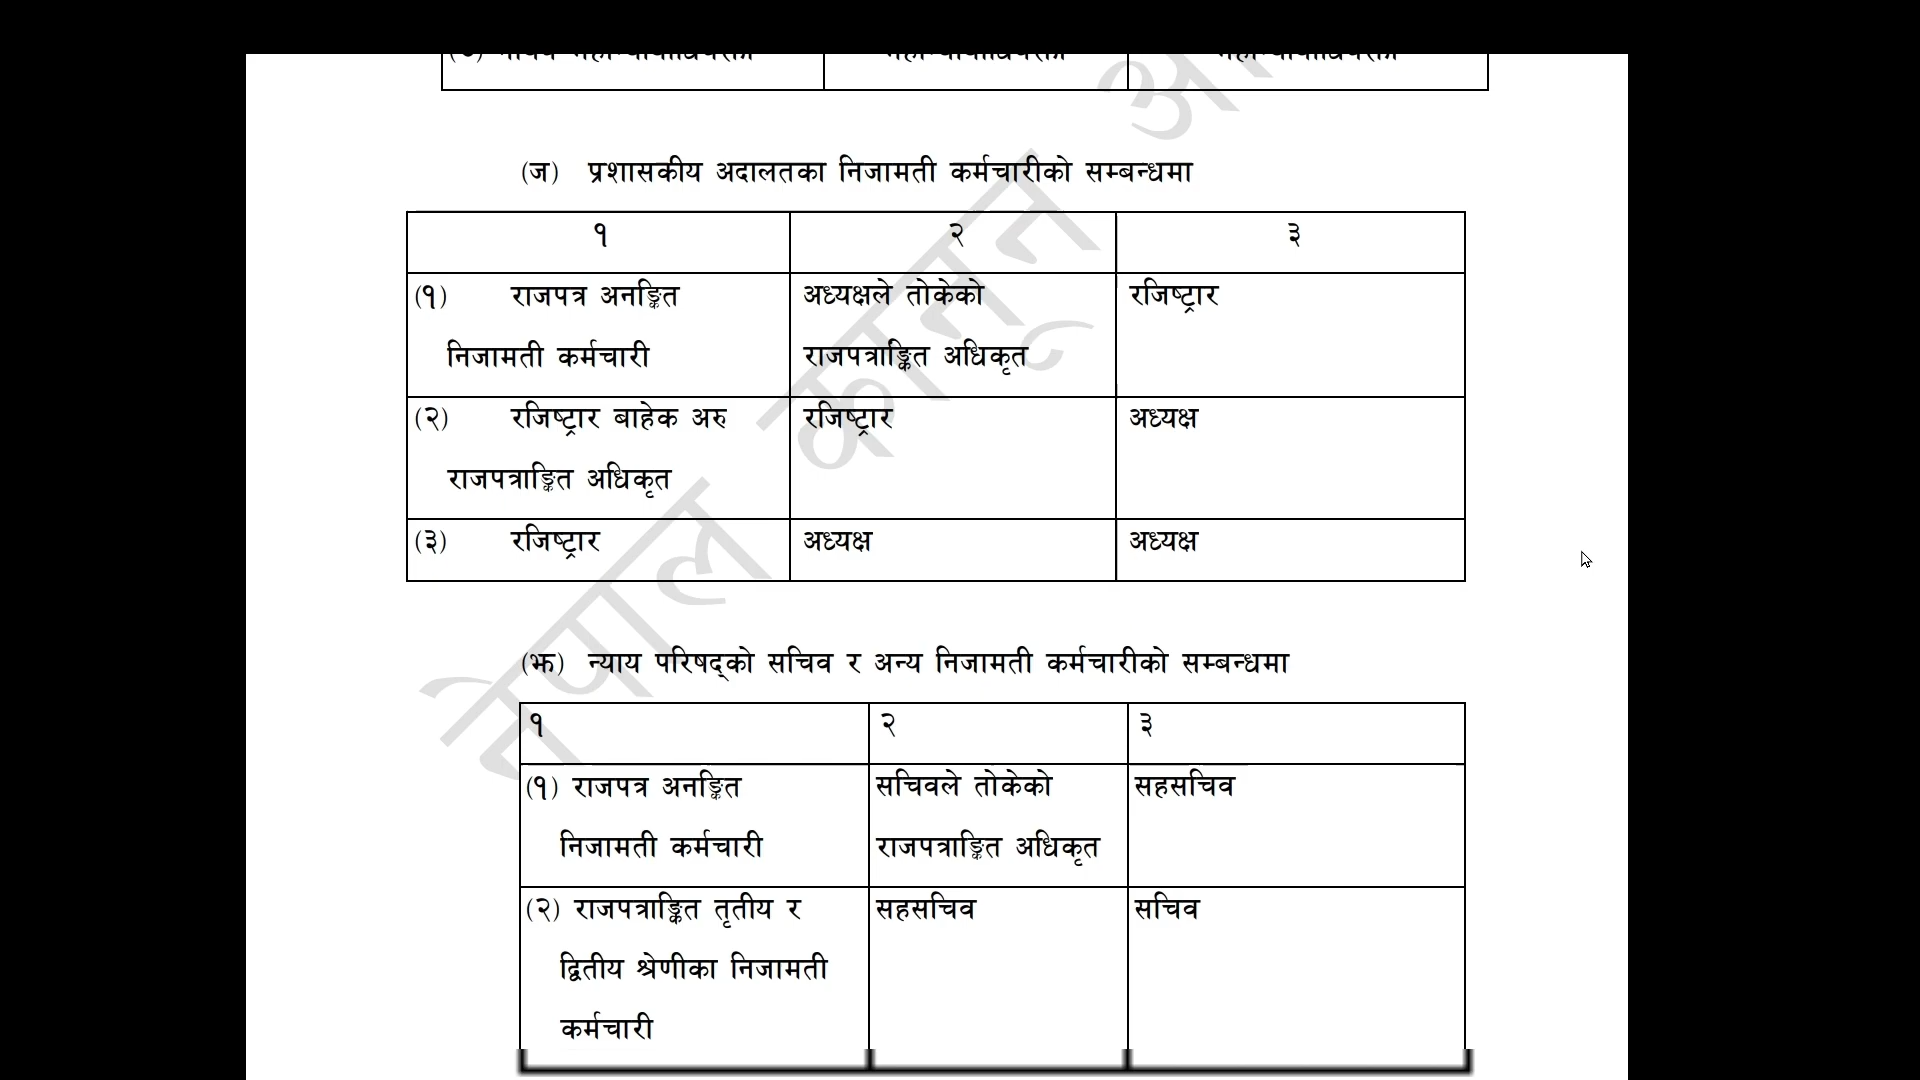 (ज) प्रशासकीय अदालतका निजामती कर्मचारीको सम्बन्धमा
१ २ ३
(१) राजपत्र अनङ्कित अध्यक्षले तोकेको रजिष्ट्रार
निजामती कर्मचारी राजपत्राङ्कित अधिकृत
(२) रजिष्ट्रार बाहेक अरु रजिष्ट्रार अध्यक्ष
राजपत्राङ्कित अधिकृत
(३) रजिष्ट्रार अध्यक्ष अध्यक्ष
(झ) न्याय परिषद्को सचिव र अन्य निजामती कर्मचारीको सम्बन्धमा
१ २ ३
(१) राजपत्र अनङ्कित सचिवले तोकेको सहसचिव
निजामती कर्मचारी राजपत्राङ्कित अधिकृत
(२) राजपत्राङ्कित तृतीय र सहसचिव सचिव
द्वितीय श्रेणीका निजामती
कर्मचारी
नेपाल कानून